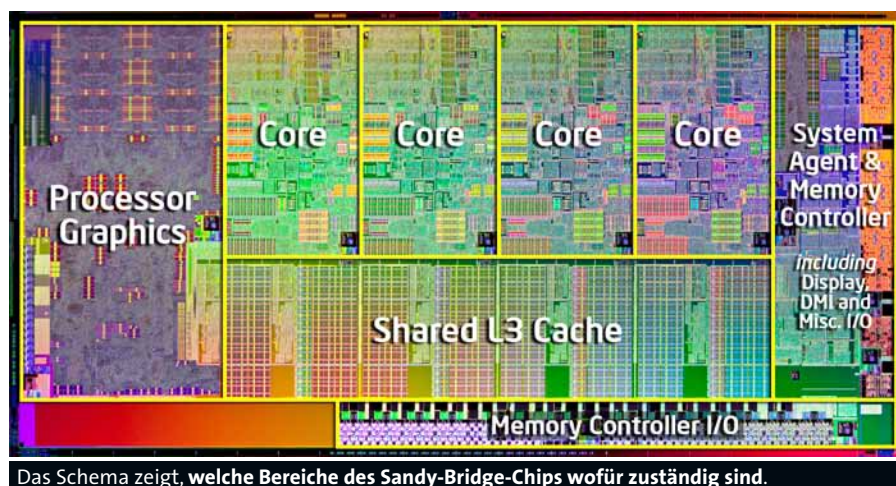 Processor
Graphics
Core
Core
Core
Core
System
Agent &
Memory
Controller
including
Display,
DMI and
Misc. I/O
Shared L3 Cache
Memory Controller I/O
Das Schema zeigt, welche Bereiche des Sandy-Bridge-Chips wofür zuständig sind.